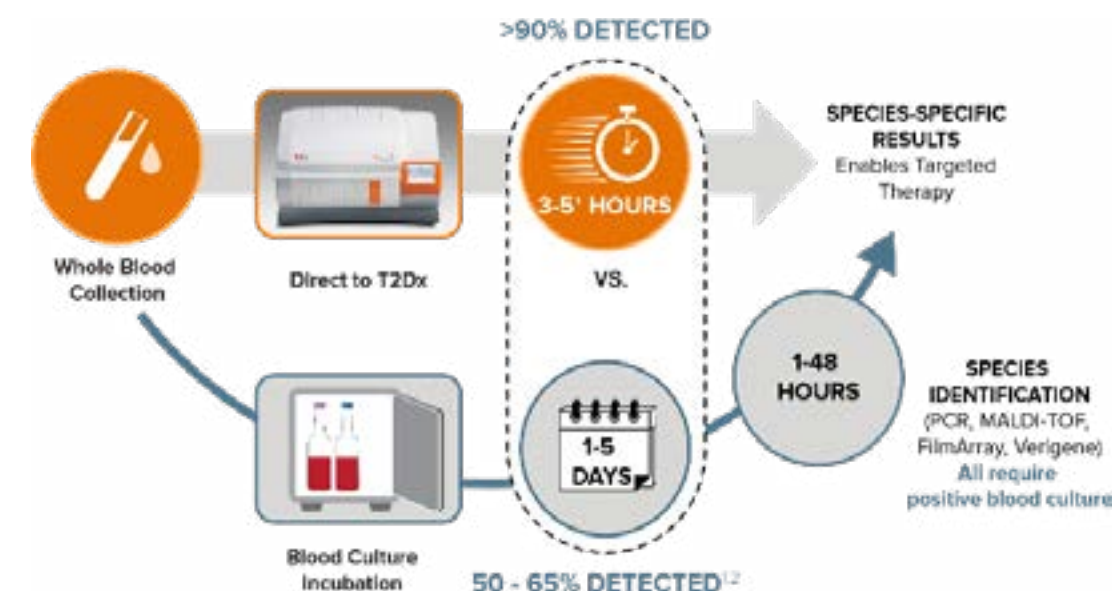 >90% DETECTED
3-5' HOURS
SPECIES-SPECIFIC
RESULTS
Enables Targeted
Therapy
Whole Blood
Collection
Direct to T2Dx
VS.
1-5
DAYS
1-48
HOURS
SPECIES
IDENTIFICATION
(PCR, MALDI-TOF,
FilmArray, Verigene)
All require
positive blood culture
Blood Culture
Incubation
50 - 65% DETECTED¹²